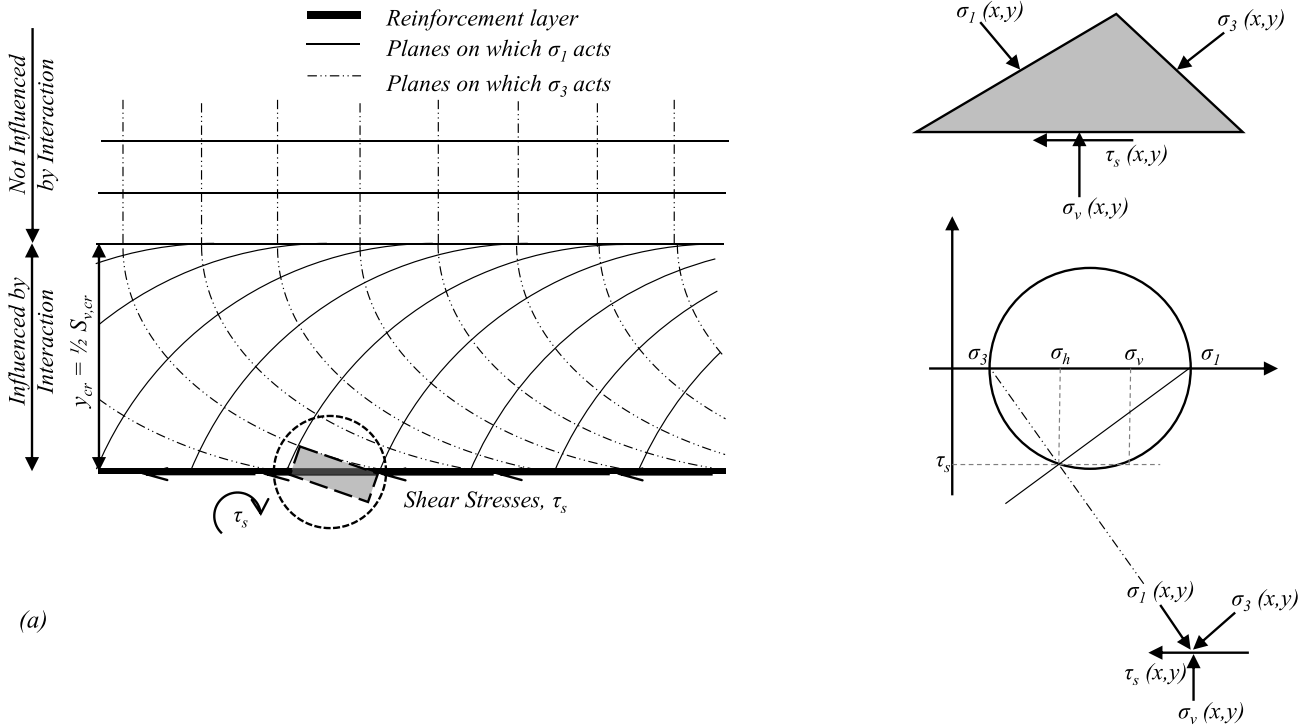 Reinforcement layer
Planes on which σ1 acts
Planes on which σ3 acts
Not Influenced
by Interaction
Influenced by
Interaction
ycr = ½ Sv,cr
τs
Shear Stresses, τs
(a)
σ1 (x,y)
σ3 (x,y)
τs (x,y)
σv (x,y)
σ3
σh
σv
σ1
τs
σ1 (x,y)
σ3 (x,y)
τs (x,y)
σv (x,y)